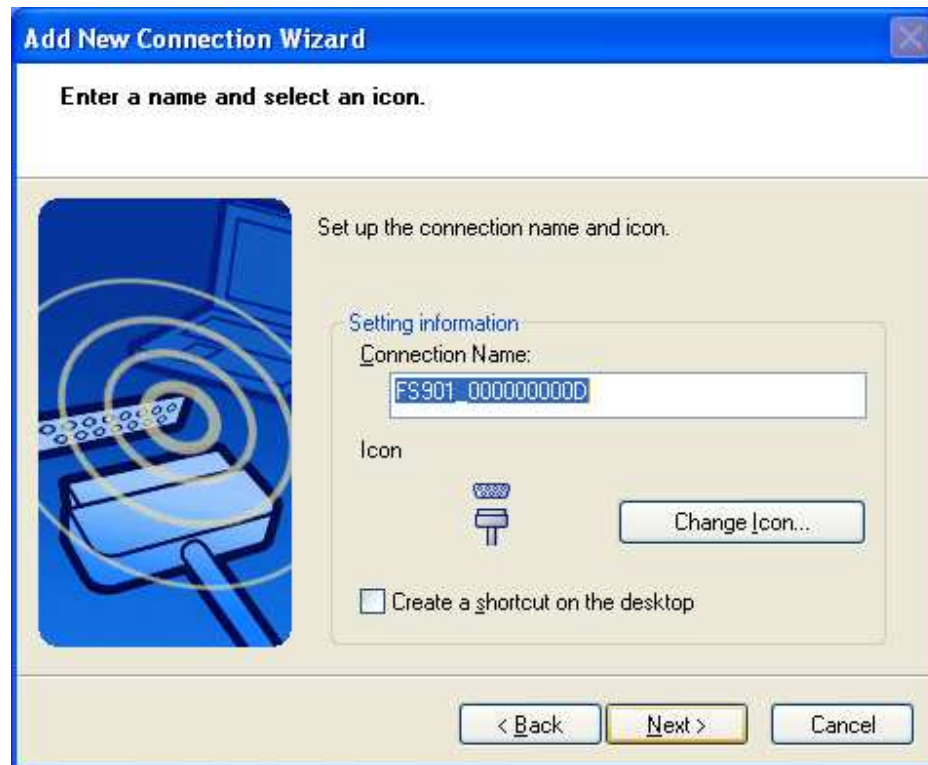 Add New Connection Wizard
Enter a name and select an icon.
Set up the connection name and icon.
Setting information
Connection Name:
FS901_000000000D
Icon
Change Icon...
Create a shortcut on the desktop
< Back
Next >
Cancel